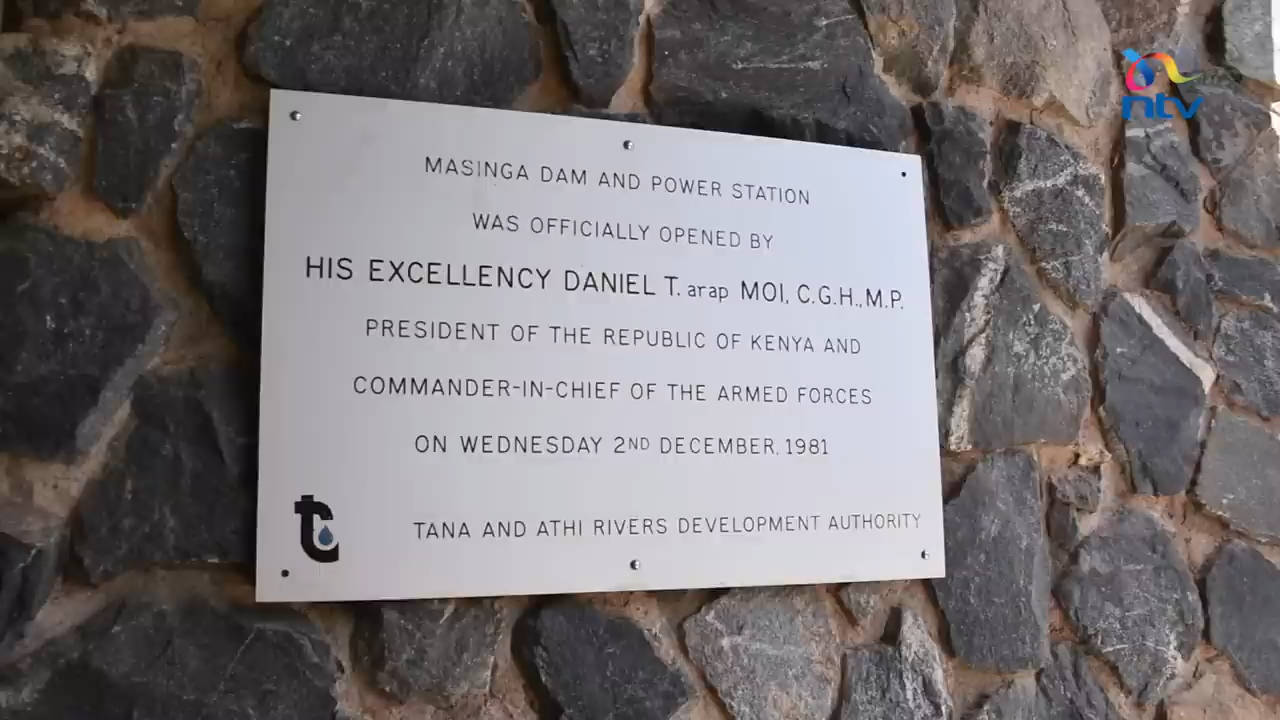 ntv
MASINGA DAM AND POWER STATION
WAS OFFICIALLY OPENED BY
HIS EXCELLENCY DANIEL T. arap MOI, C.G.H., M.P.
PRESIDENT OF THE REPUBLIC OF KENYA AND
COMMANDER-IN-CHIEF OF THE ARMED FORCES
ON WEDNESDAY 2ND DECEMBER, 1981
TANA AND ATHI RIVERS DEVELOPMENT AUTHORITY